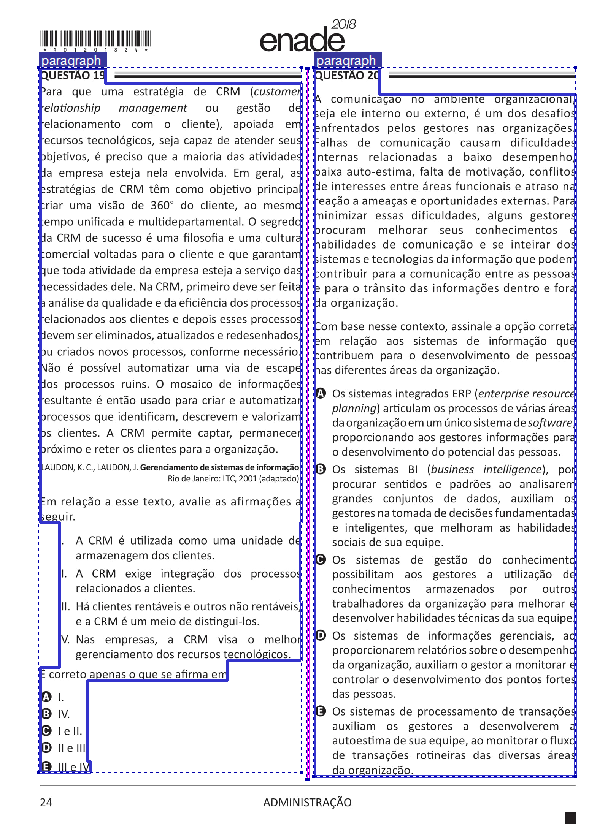 *R01201824*
enade2018
paragraph
QUESTÃO 19
Para que uma estratégia de CRM (customer
relationship management ou gestão de
relacionamento com o cliente), apoiada em
recursos tecnológicos, seja capaz de atender seus
objetivos, é preciso que a maioria das atividades
da empresa esteja nela envolvida. Em geral, as
estratégias de CRM têm como objetivo principal
criar uma visão de 360° do cliente, ao mesmo
tempo unificada e multidepartamental. O segredo
da CRM de sucesso é uma filosofia e uma cultura
comercial voltadas para o cliente e que garantam
que toda atividade da empresa esteja a serviço das
necessidades dele. Na CRM, primeiro deve ser feita
a análise da qualidade e da eficiência dos processos
relacionados aos clientes e depois esses processos
devem ser eliminados, atualizados e redesenhados,
ou criados novos processos, conforme necessário.
Não é possível automatizar uma via de escape
dos processos ruins. O mosaico de informações
resultante é então usado para criar e automatizar
processos que identificam, descrevem e valorizam
os clientes. A CRM permite captar, permanecer
próximo e reter os clientes para a organização.
LAUDON, K. C., LAUDON, J. Gerenciamento de sistemas de informação.
Rio de Janeiro: LTC, 2001 (adaptado)
Em relação a esse texto, avalie as afirmações a
seguir.
I. A CRM é utilizada como uma unidade de
armazenagem dos clientes.
II. A CRM exige integração dos processos
relacionados a clientes.
III. Há clientes rentáveis e outros não rentáveis,
e a CRM é um meio de distingui-los.
IV. Nas empresas, a CRM visa o melhor
gerenciamento dos recursos tecnológicos.
É correto apenas o que se afirma em
A I.
B IV.
C I e II.
D II e III
E III e IV
paragraph
QUESTÃO 20
A comunicação no ambiente organizacional,
seja ele interno ou externo, é um dos desafios
enfrentados pelos gestores nas organizações.
Falhas de comunicação causam dificuldades
internas relacionadas a baixo desempenho,
baixa auto-estima, falta de motivação, conflitos
de interesses entre áreas funcionais e atraso na
reação a ameaças e oportunidades externas. Para
minimizar essas dificuldades, alguns gestores
procuram melhorar seus conhecimentos e
habilidades de comunicação e se inteirar dos
sistemas e tecnologias da informação que podem
contribuir para a comunicação entre as pessoas
e para o trânsito das informações dentro e fora
da organização.
Com base nesse contexto, assinale a opção correta
em relação aos sistemas de informação que
contribuem para o desenvolvimento de pessoas
nas diferentes áreas da organização.
A Os sistemas integrados ERP (enterprise resource
planning) articulam os processos de várias áreas
da organização em um único sistema de software,
proporcionando aos gestores informações para
o desenvolvimento do potencial das pessoas.
B Os sistemas BI (business intelligence), por
procurar sentidos e padrões ao analisarem
grandes conjuntos de dados, auxiliam os
gestores na tomada de decisões fundamentadas
e inteligentes, que melhoram as habilidades
sociais de sua equipe.
C Os sistemas de gestão do conhecimento
possibilitam aos gestores a utilização de
conhecimentos armazenados por outros
trabalhadores da organização para melhorar e
desenvolver habilidades técnicas da sua equipe.
D Os sistemas de informações gerenciais, ao
proporcionarem relatórios sobre o desempenho
da organização, auxiliam o gestor a monitorar e
controlar o desenvolvimento dos pontos fortes
das pessoas.
E Os sistemas de processamento de transações
auxiliam os gestores a desenvolverem a
autoestima de sua equipe, ao monitorar o fluxo
de transações rotineiras das diversas áreas
da organização.
24
ADMINISTRAÇÃO